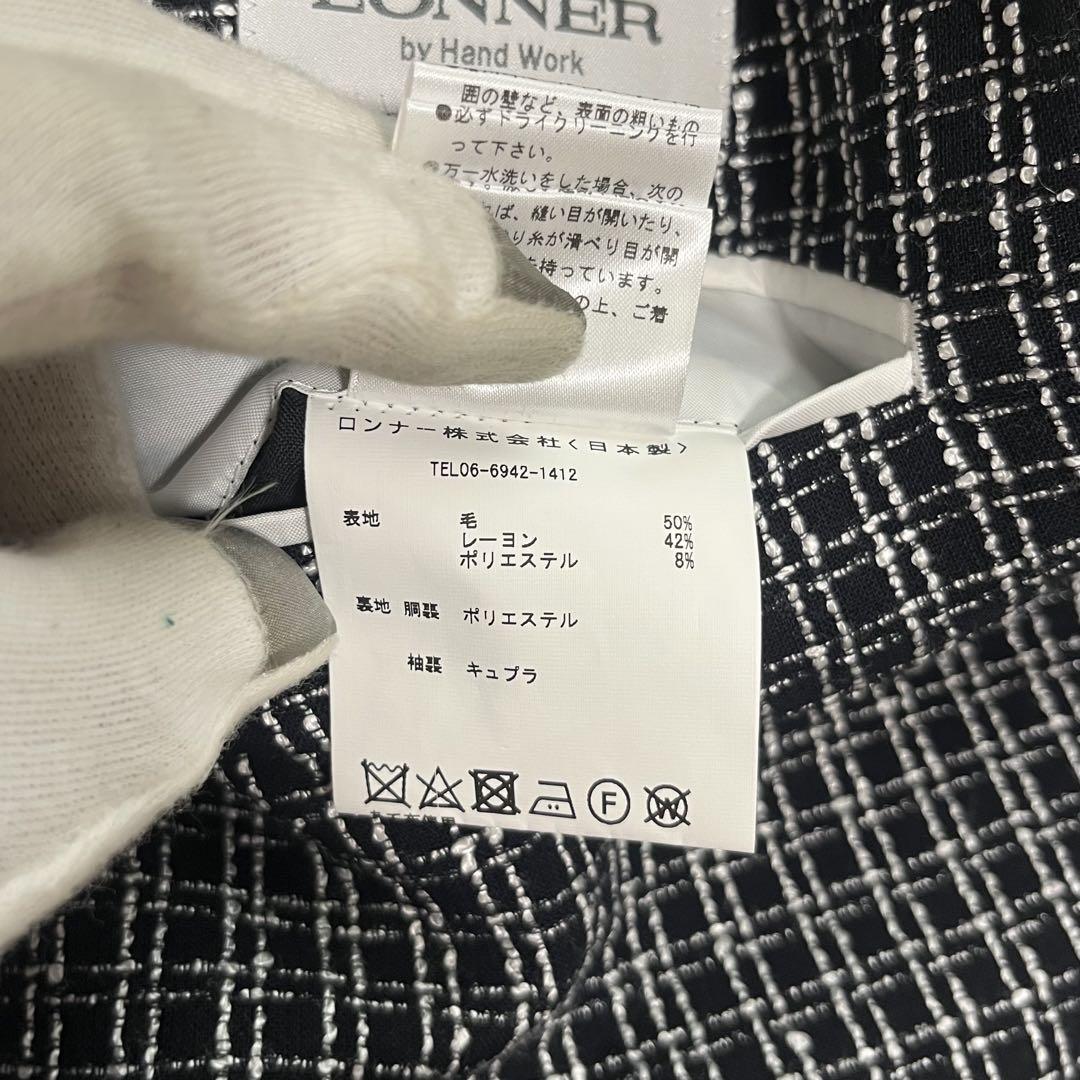 LONNER
by Hand Work
囲の壁など、表面の粗いもの
●必ずドライクリーニングを行
って下さい。
万一水洗いをした場合、次の
ば、縫い目が開いたり、
り糸が滑べり目が開
持っています。
の上、ご着
ロンナー株式会社〈日本製〉
TEL06-6942-1412
表地 毛 50%
レーヨン 42%
ポリエステル 8%
裏地 胴裏 ポリエステル
袖裏 キュプラ
F
W